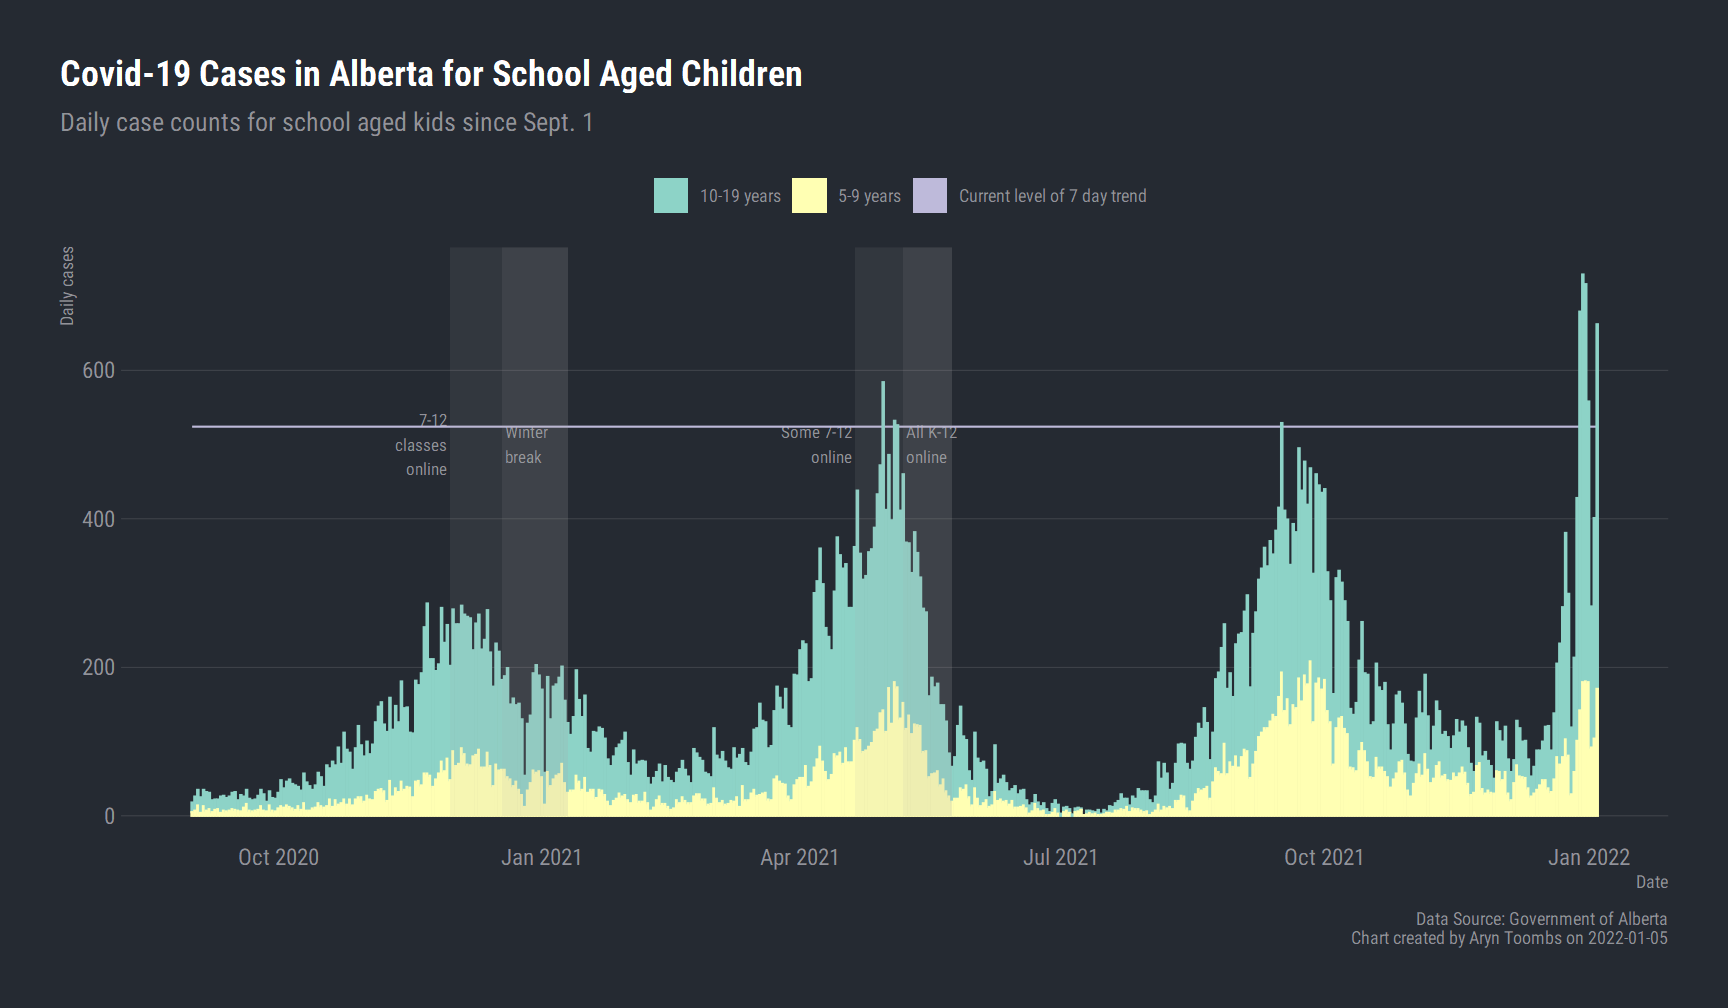 Covid-19 Cases in Alberta for School Aged Children
Daily case counts for school aged kids since Sept. 1
10-19 years
5-9 years
Current level of 7 day trend
Daily cases
600
400
200
0
7-12
classes
online
Winter
break
Some 7-12
online
All K-12
online
Oct 2020
Jan 2021
Apr 2021
Jul 2021
Oct 2021
Jan 2022
Date
Data Source: Government of Alberta
Chart created by Aryn Toombs on 2022-01-05